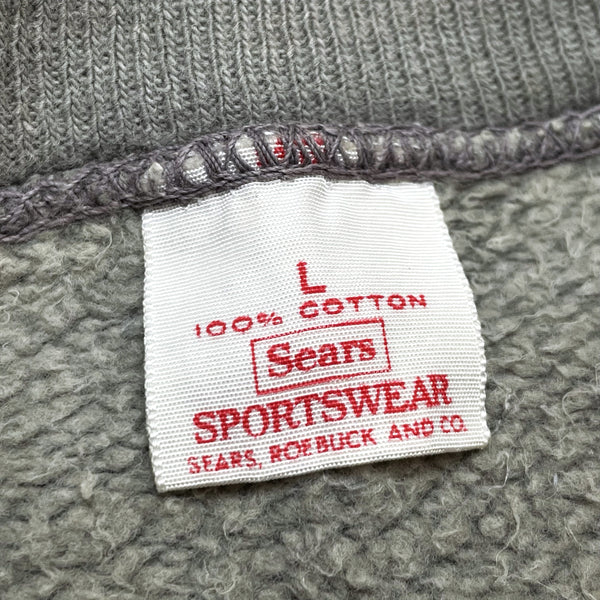 L
100% COTTON
Sears
SPORTSWEAR
SEARS, ROEBUCK AND CO.